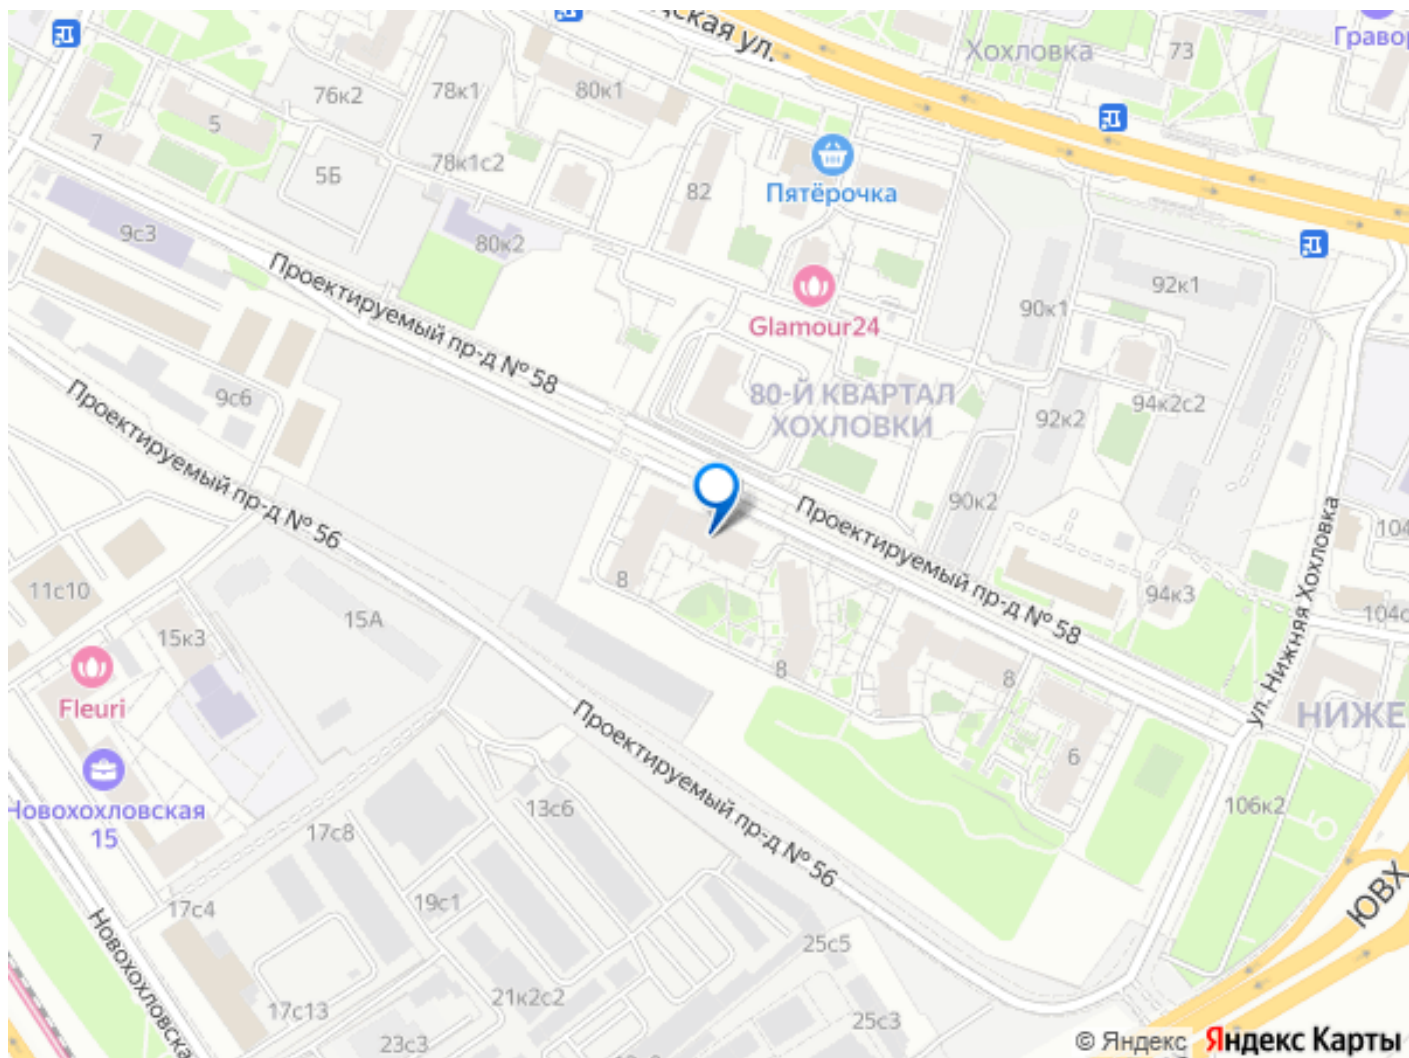 дская ул.
Хохловка
73
Граво
76к2
78к1
80к1
5
7
78к1с2
5Б
82
Пятёрочка
9с3
80к2
Проектируемый пр-д № 58
92к1
90к1
Glamour24
9с6
80-Й КВАРТАЛ
ХОХЛОВКИ
94к2с2
92к2
Проектируемый пр-д № 56
90к2
Проектируемый пр-д № 58
ул. Нижняя Хохловка
104
11с10
8
15А
94к3
104с
15к3
8
8
Fleuri
НИЖЕ
Проектируемый пр-д № 56
6
Новохохловская
15
13с6
106к2
17с8
ЮВХ
19с1
17с4
Новохохловская
25с5
21к2с2
17с13
25с3
23с3
© Яндекс Яндекс Карты